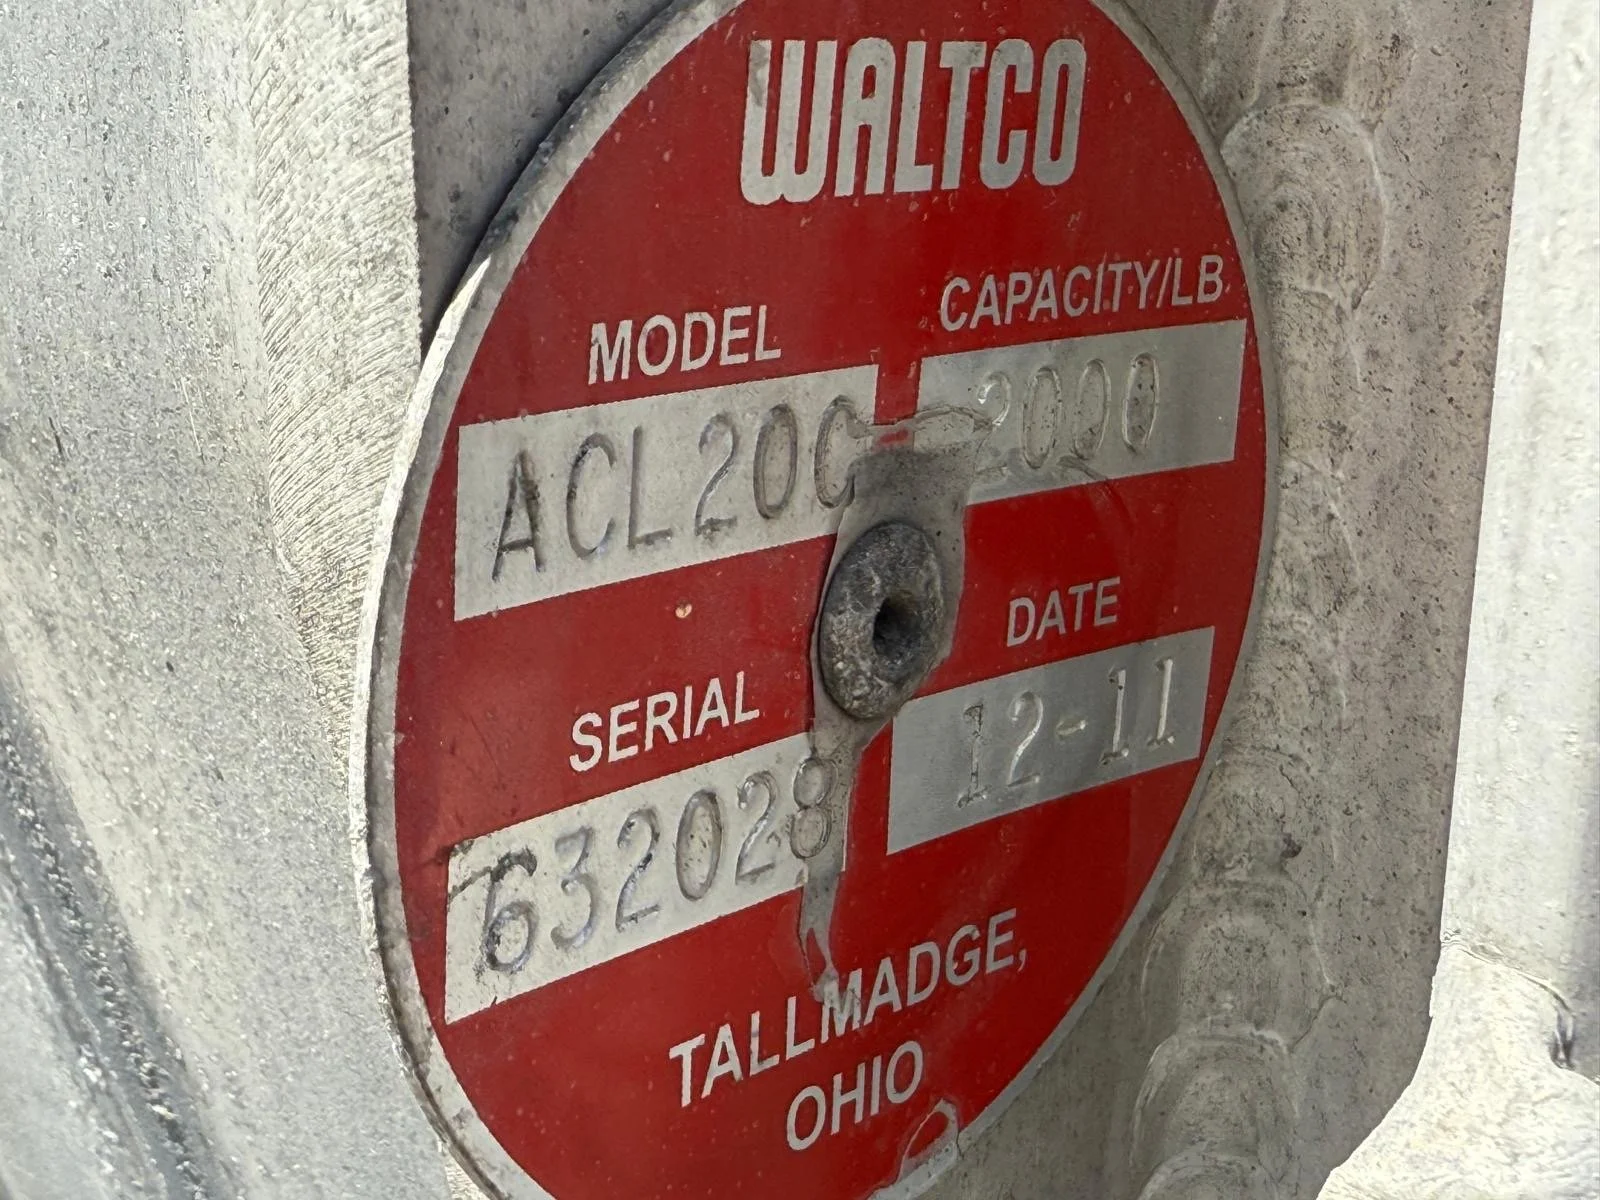 WALTCO
MODEL CAPACITY/LB.
ACL20C 2000
SERIAL DATE
632028 12-11
TALLMADGE,
OHIO